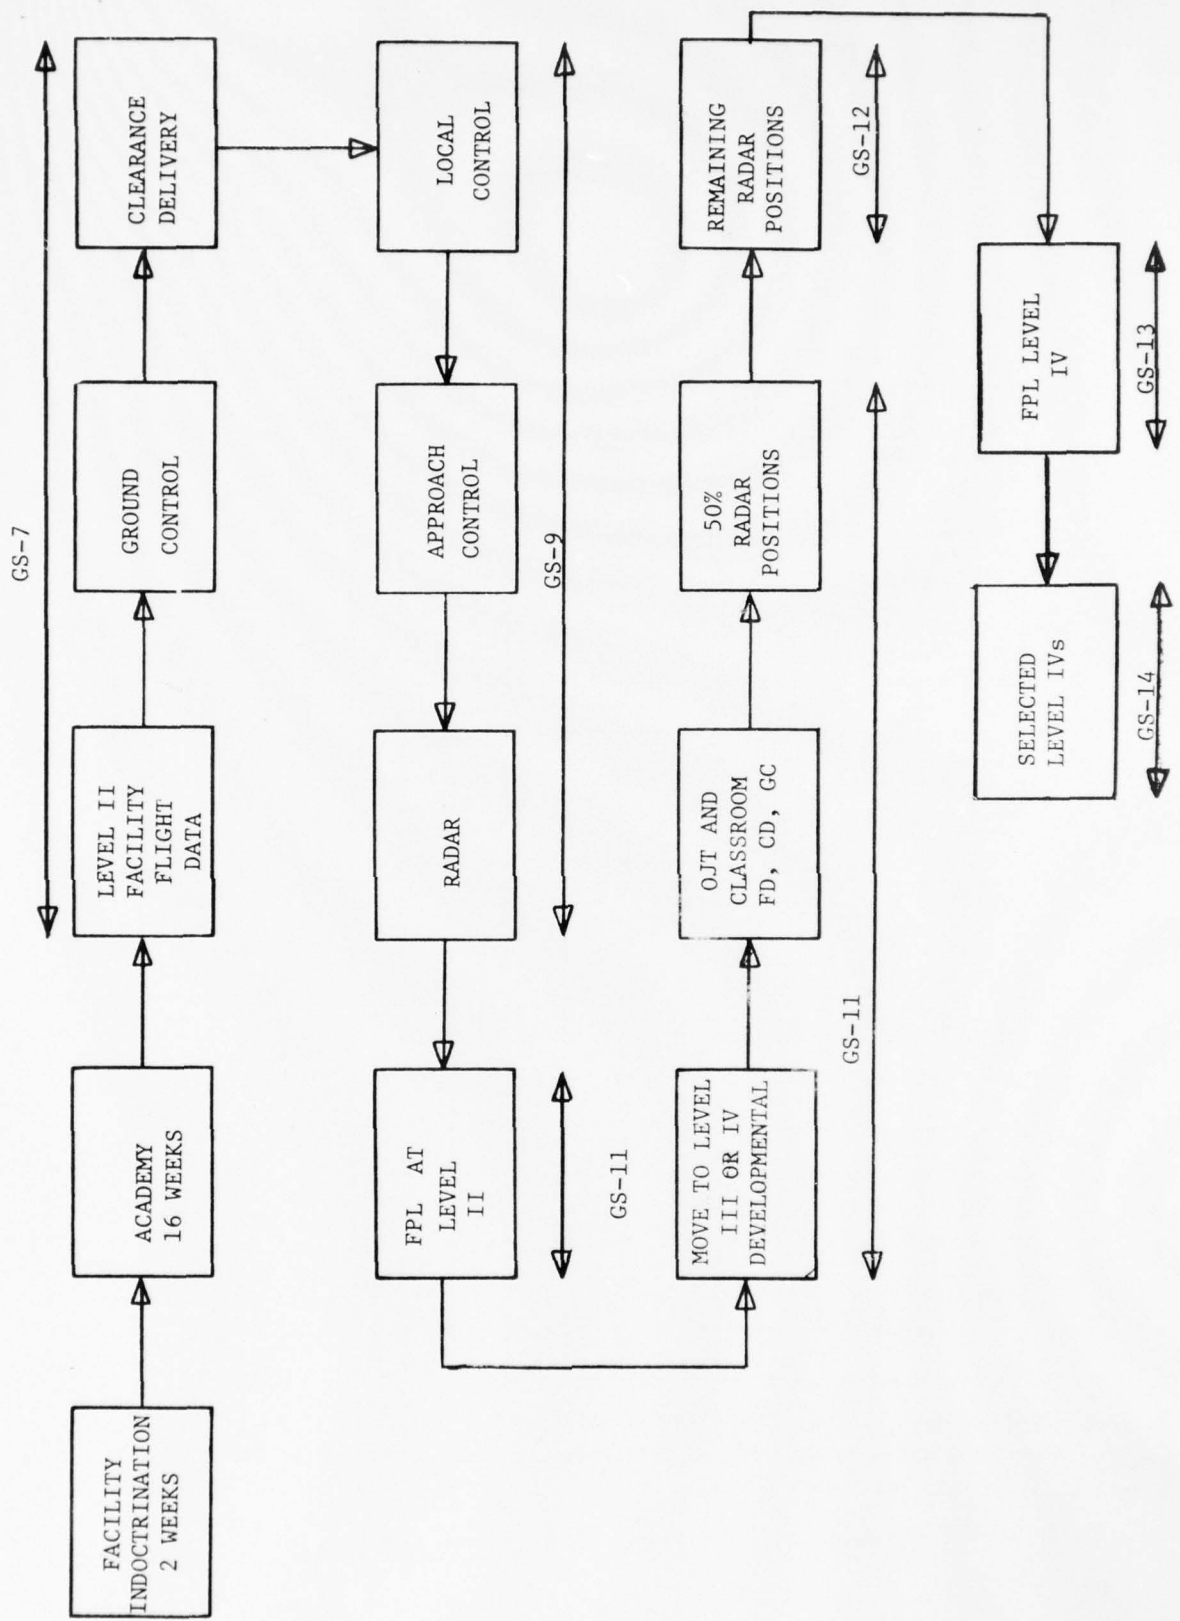 GS-7
FACILITY
INDOCTRINATION
2 WEEKS
ACADEMY
16 WEEKS
LEVEL II
FACILITY
FLIGHT
DATA
GROUND
CONTROL
CLEARANCE
DELIVERY
LOCAL
CONTROL
APPROACH
CONTROL
RADAR
FPL AT
LEVEL
II
GS-9
GS-11
MOVE TO LEVEL
III OR IV
DEVELOPMENTAL
OJT AND
CLASSROOM
FD, CD, GC
50%
RADAR
POSITIONS
REMAINING
RADAR
POSITIONS
GS-11
GS-12
FPL LEVEL
IV
SELECTED
LEVEL IVs
GS-13
GS-14